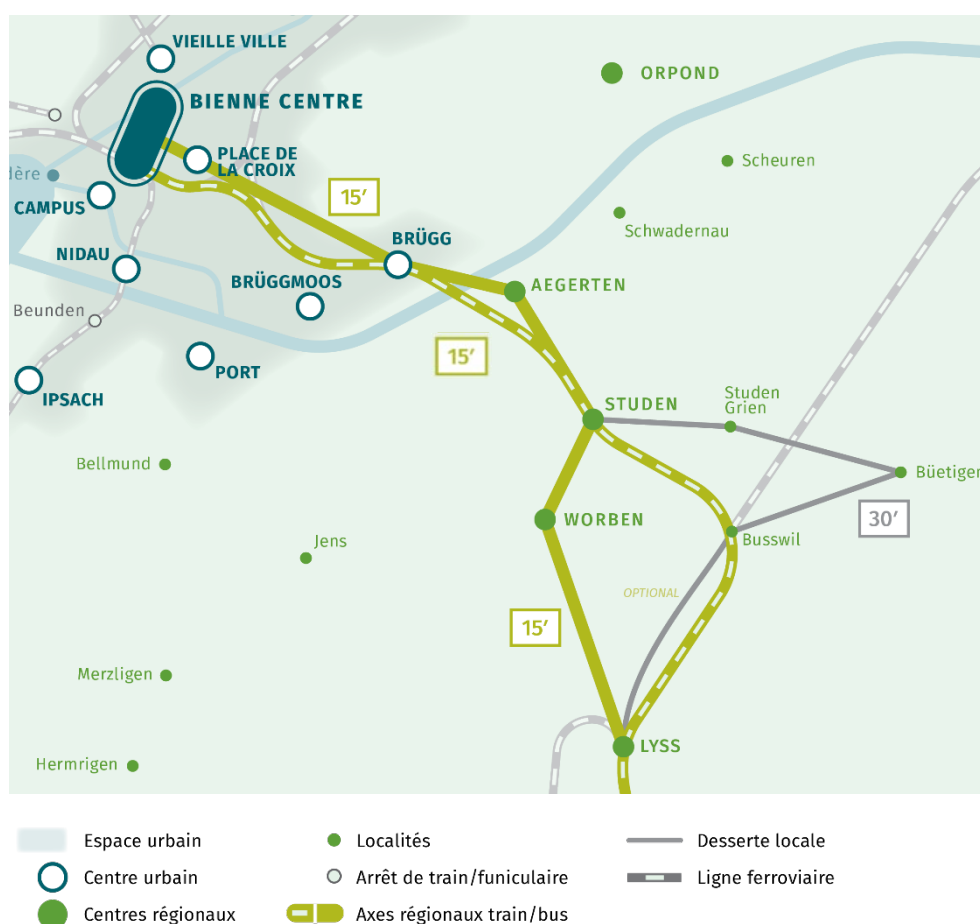 VIEILLE VILLE
ORPOND
BIENNE CENTRE
PLACE DE
LA CROIX
Scheuren
dère
15′
CAMPUS
Schwadernau
BRÜGG
NIDAU
BRÜGGMOOS
AEGERTEN
Beunden
15′
PORT
IPSACH
Studen
Grien
STUDEN
Bellmund
Büetigen
WORBEN
30′
Busswil
Jens
OPTIONAL
15′
Merzligen
LYSS
Hermrigen
Espace urbain
Localités
Desserte locale
Centre urbain
Arrêt de train/funiculaire
Ligne ferroviaire
Centres régionaux
Axes régionaux train/bus